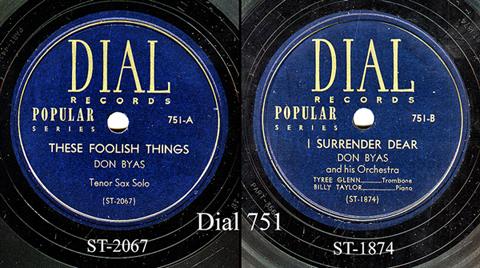 DIAL
RECORDS
POPULAR
SERIES
751-A
THESE FOOLISH THINGS
DON BYAS
Tenor Sax Solo
(ST-2067)
DIAL
RECORDS
POPULAR
SERIES
751-B
I SURRENDER DEAR
DON BYAS
and his Orchestra
TYREE GLENN Trombone
BILLY TAYLOR Piano
(ST-1874)
Dial 751
ST-2067
ST-1874